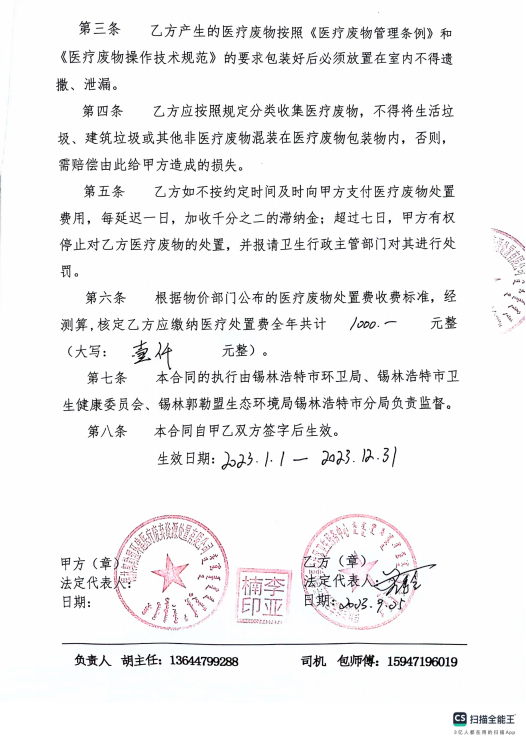 第三条 乙方产生的医疗废物按照《医疗废物管理条例》和
《医疗废物操作技术规范》的要求包装好后必须放置在室内不得遗
撒、泄漏。
第四条 乙方应按照规定分类收集医疗废物，不得将生活垃
圾、建筑垃圾或其他非医疗废物混装在医疗废物包装物内，否则，
需赔偿由此给甲方造成的损失。
第五条 乙方如不按约定时间及时向甲方支付医疗废物处置
费用，每延迟一日，加收千分之二的滞纳金；超过七日，甲方有权
停止对乙方医疗废物的处置，并报请卫生行政主管部门对其进行处
罚。
第六条 根据物价部门公布的医疗废物处置费收费标准，经
测算，核定乙方应缴纳医疗处置费全年共计 1000.一 元整
（大写： 壹仟 元整）。
第七条 本合同的执行由锡林浩特市环卫局、锡林浩特市卫
生健康委员会、锡林郭勒盟生态环境局锡林浩特市分局负责监督。
第八条 本合同自甲乙双方签字后生效。
生效日期：2023.1.1 — 2023.12.31
甲方（章） 乙方（章）
法定代表人： 法定代表人：
李亚楠印
日期： 日期：2023.9.25
负责人 胡主任：13644799288 司机 包师傅：15947196019
CS 扫描全能王
3亿人都在用的扫描App